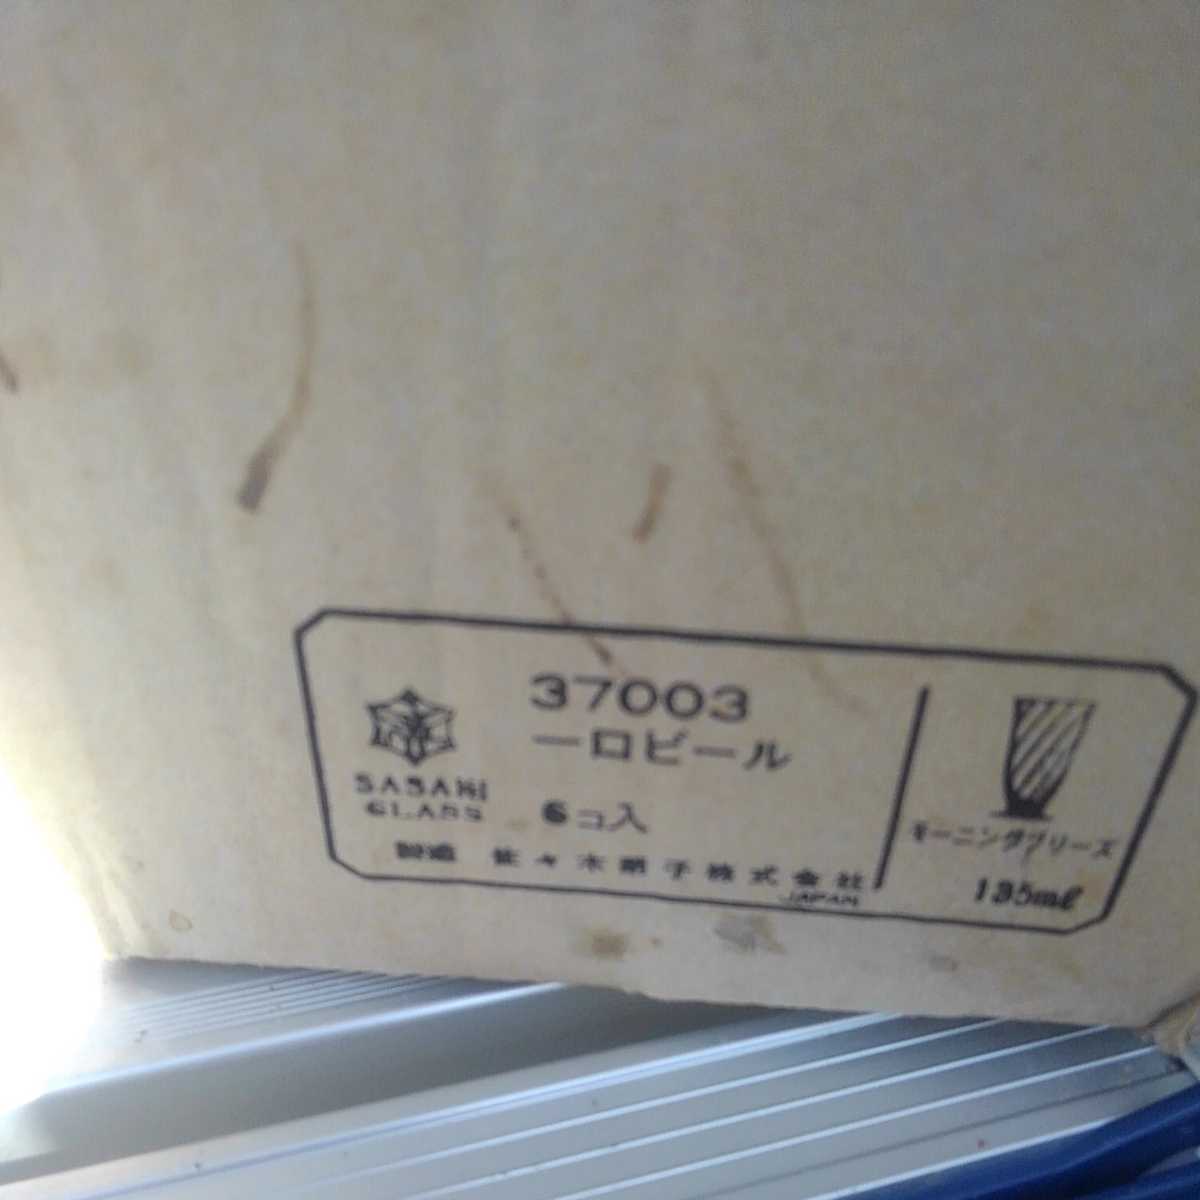 37003
一口ビール
SASAKI
GLASS
6コ入
製造 佐々木硝子株式会社
JAPAN
モーニングブリーズ
135ml